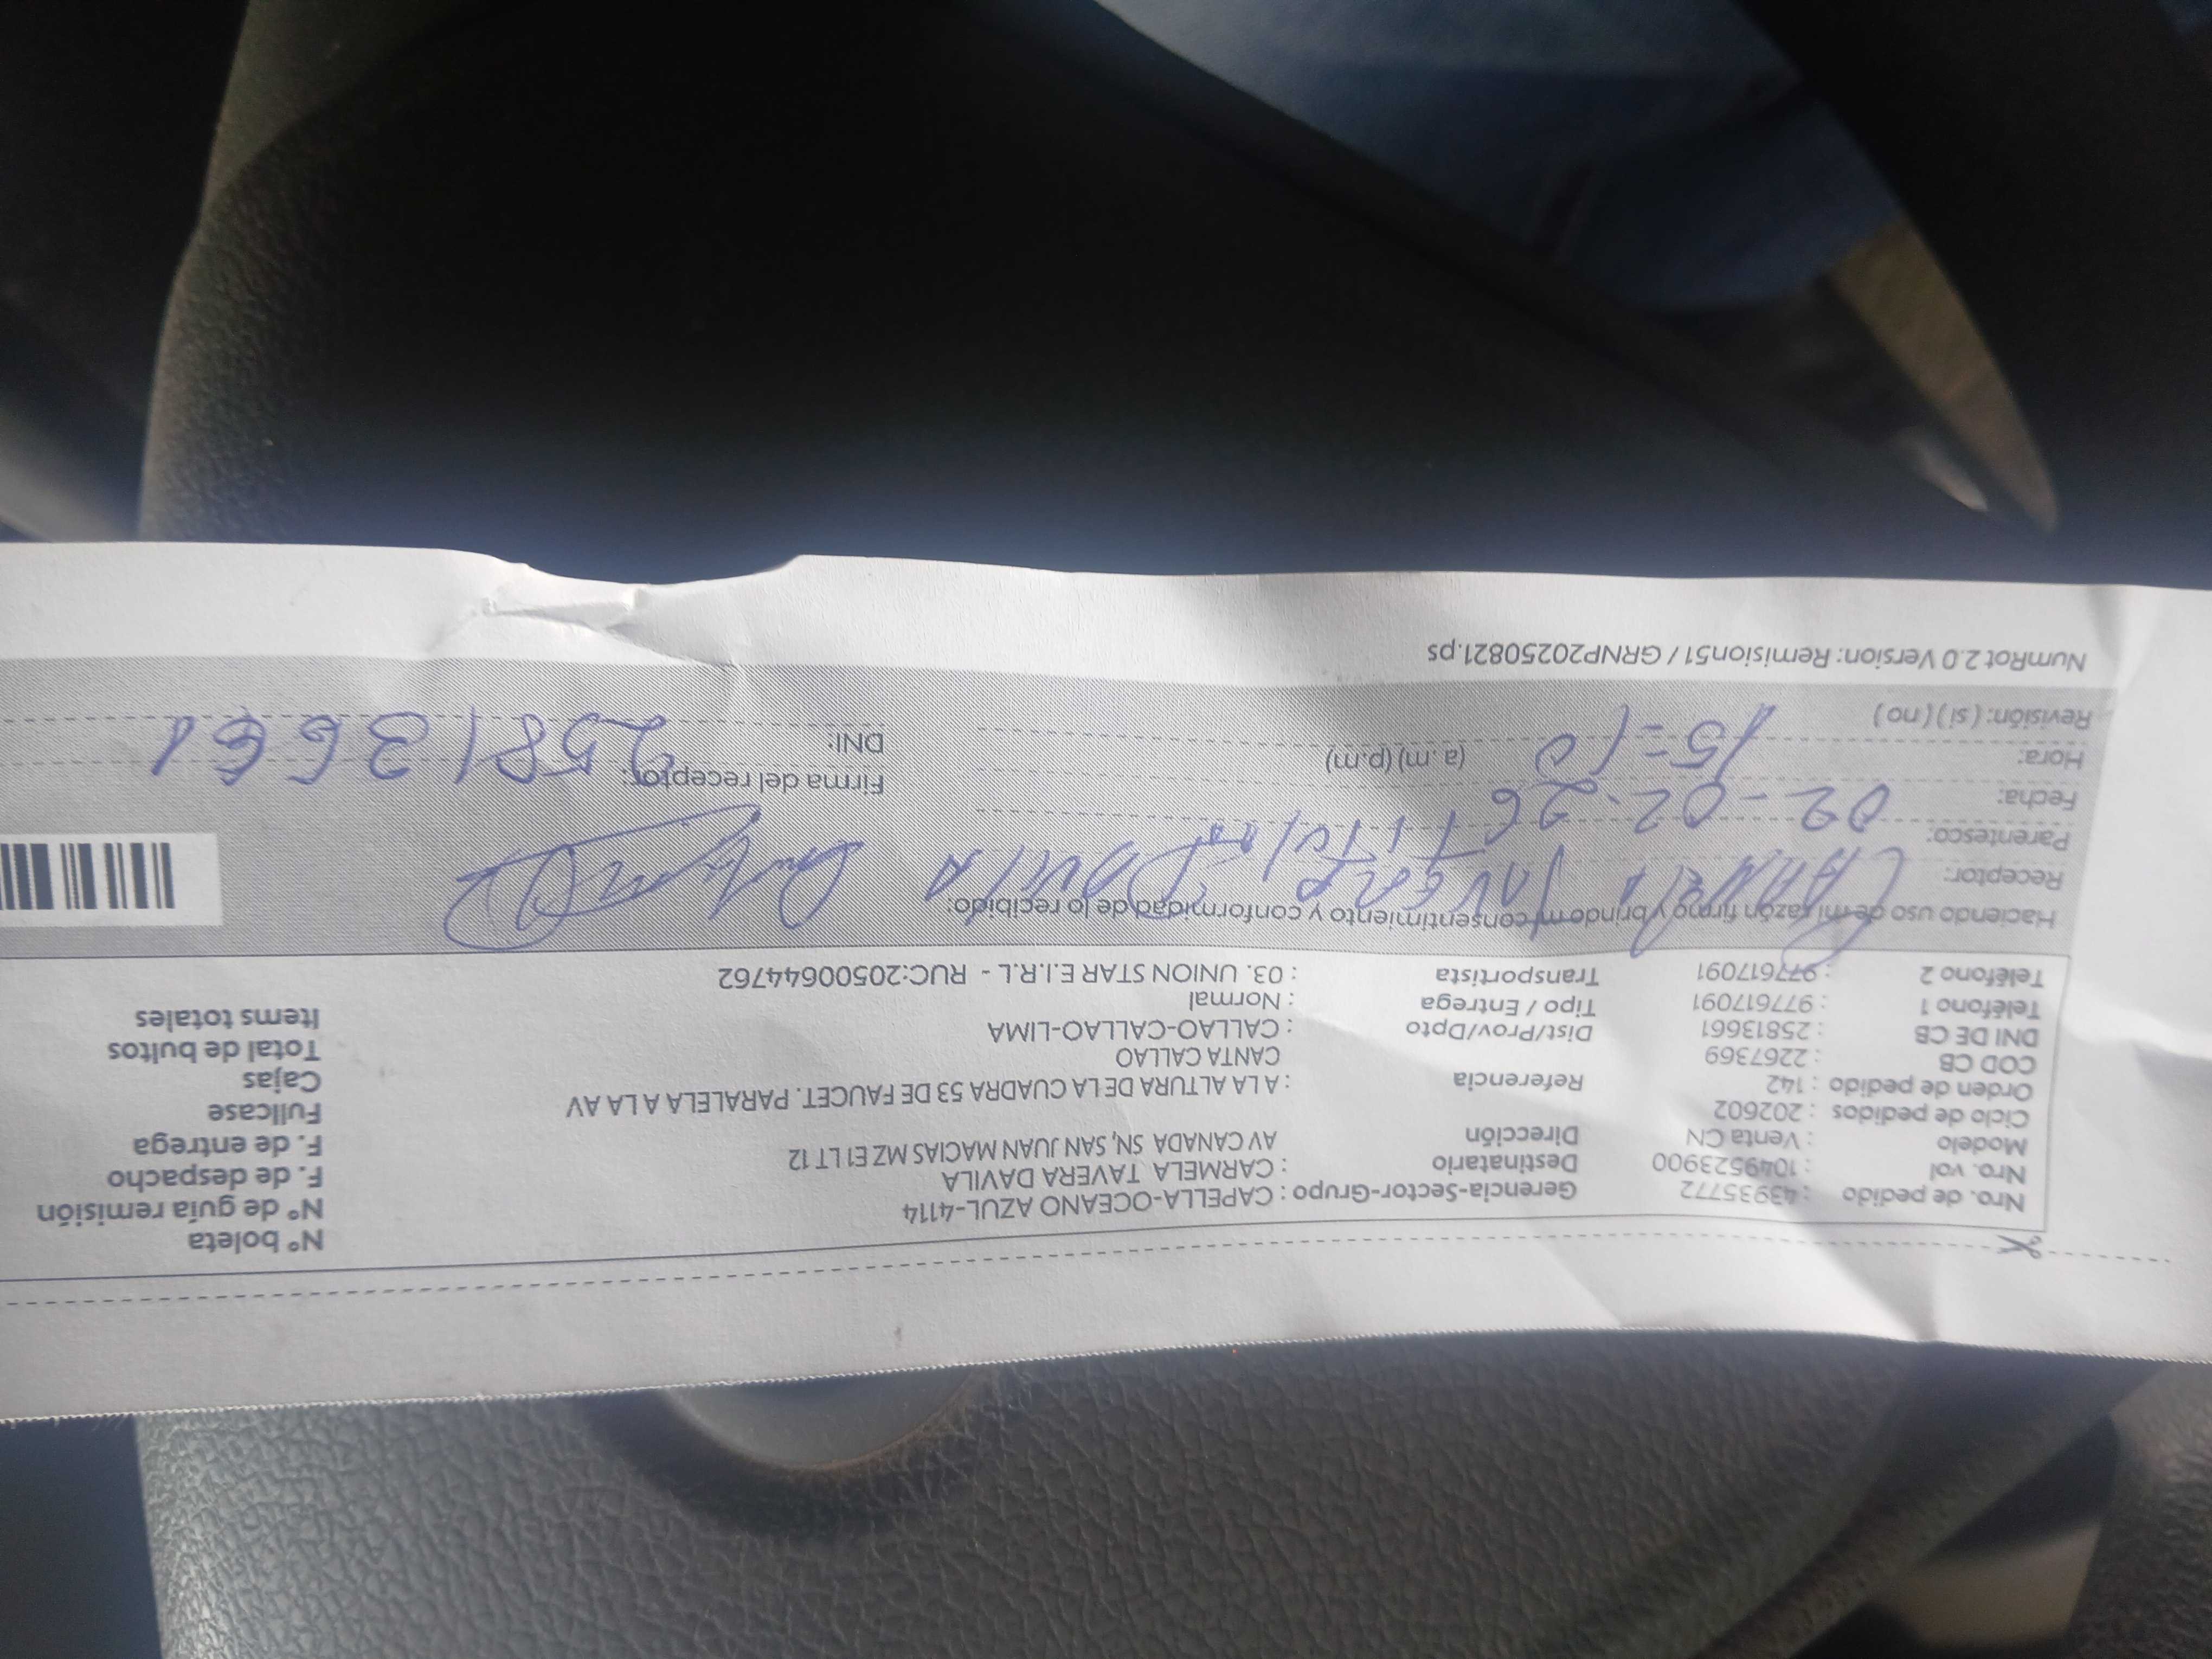 Nº boleta
Nro. de pedido : 43935772 Gerencia-Sector-Grupo : CAPELLA-OCEANO AZUL-4114 Nº de guía remisión
Nro. vol : 1049523900 Destinatario : CARMELA TAVERA DAVILA F. de despacho
Modelo : Venta CN Dirección AV CANADA SN, SAN JUAN MACIAS MZ E1 LT 12 F. de entrega
Ciclo de pedidos : 202602 Fullcase
Orden de pedido : 142 Referencia : A LA ALTURA DE LA CUADRA 53 DE FAUCET. PARALELA A LA AV Cajas
COD CB : 2267369 CANTA CALLAO Total de bultos
DNI DE CB : 25813661 Dist/Prov/Dpto : CALLAO-CALLAO-LIMA Items totales
Teléfono 1 : 977617091 Tipo / Entrega : Normal
Teléfono 2 : 977617091 Transportista : 03. UNION STAR E.I.R.L - RUC:20500644762
Haciendo uso de mi razón firmo y brindo mi consentimiento y conformidad de lo recibido:
Receptor: CARMELA TAVERA DAVILA
Parentesco: Titular
Fecha: 02-02-26 Firma del receptor:
Hora: 15=10 (a.m) (p.m) DNI: 25813661
Revisión: ( si ) ( no )
NumRot 2.0 Version: Remision51 / GRNP20250821.ps